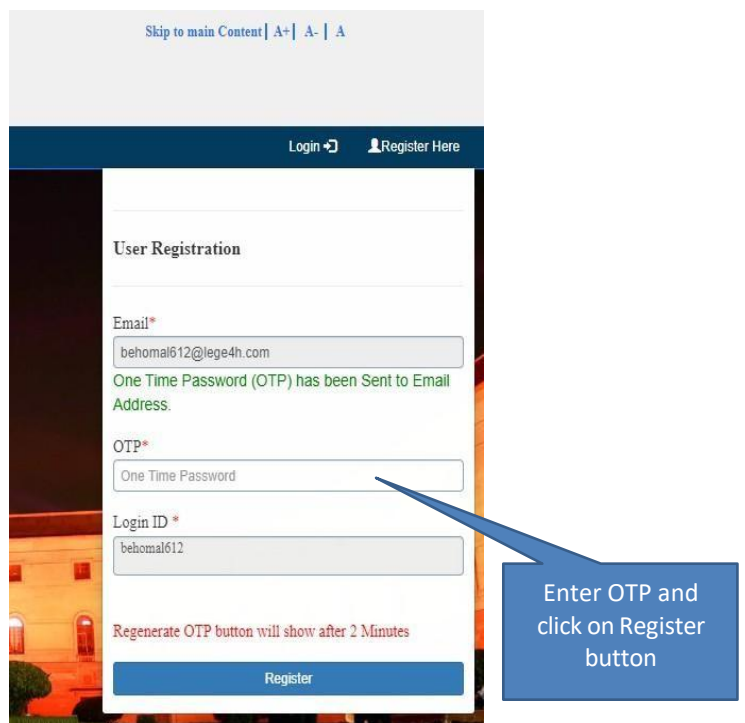 Skip to main Content | A+ | A- | A
Login Register Here
User Registration
Email*
behomal612@lege4h.com
One Time Password (OTP) has been Sent to Email
Address.
OTP*
One Time Password
Login ID *
behomal612
Regenerate OTP button will show after 2 Minutes
Register
Enter OTP and
click on Register
button